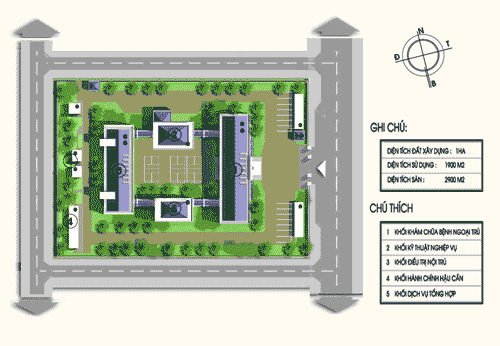 N
Đ
T
B
GHI CHÚ:
DIỆN TÍCH ĐẤT XÂY DỰNG : 1HA
DIỆN TÍCH SỬ DỤNG : 1900 M2
DIỆN TÍCH SÀN : 2900 M2
CHÚ THÍCH
1 KHỐI KHÁM CHỮA BỆNH NGOẠI TRÚ
2 KHỐI KỸ THUẬT NGHIỆP VỤ
3 KHỐI ĐIỀU TRỊ NỘI TRÚ
4 KHỐI HÀNH CHÍNH HẬU CẦN
5 KHỐI DỊCH VỤ TỔNG HỢP